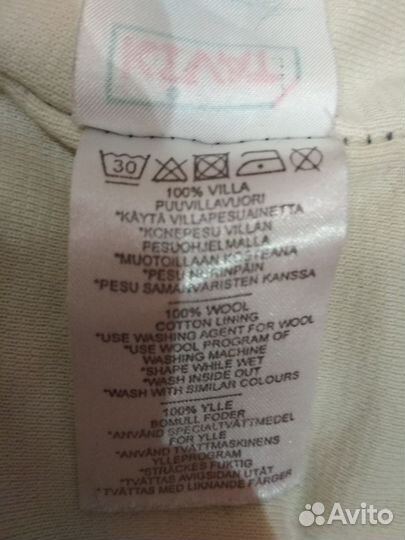 TAVIK
30
100% VILLA
PUUVILLAVUORI
*KÄYTÄ VILLAPESUAINETTA
*KONEPESU VILLAN
PESUOHJELMALLA
*MUOTOILLAAN KOSTEANA
*PESU NURINPÄIN
*PESU SAMANVÄRISTEN KANSSA
100% WOOL
COTTON LINING
*USE WASHING AGENT FOR WOOL
*USE WOOL PROGRAM OF
WASHING MACHINE
*SHAPE WHILE WET
*WASH INSIDE OUT
*WASH WITH SIMILAR COLOURS
100% YLLE
BOMULL FODER
*ANVÄND SPECIALTVÄTTMEDEL
FOR YLLE
*ANVÄND TVÄTTMASKINENS
YLLEPROGRAM
*STRÄCKES FUKTIG
*TVÄTTAS AVIGSIDAN UTÅT
*TVÄTTAS MED LIKNANDE FÄRGER
Avito